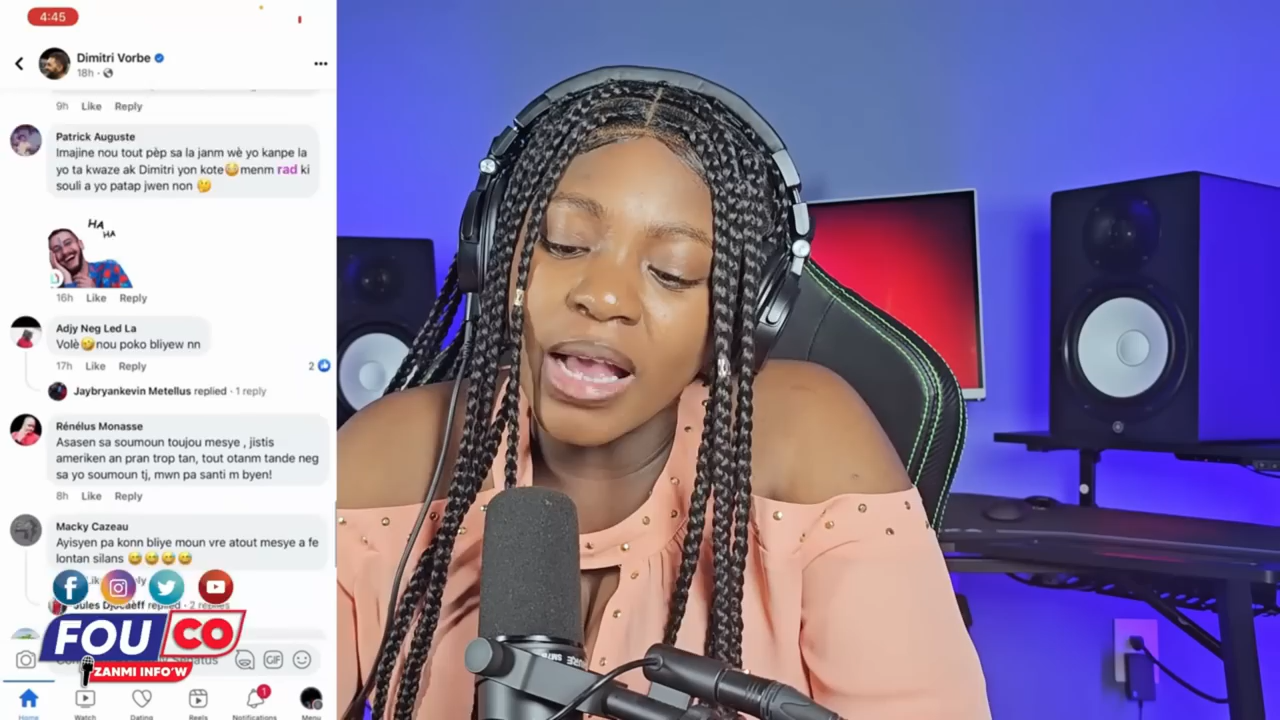 4:45
Dimitri Vorbe
18h
9h Like Reply
Patrick Auguste
Imajine nou tout pèp sa la janm wè yo kanpe la
yo ta kwaze ak Dimitri yon kote😳menm rad ki
souli a yo patap jwen non 🤔
HA
HA
16h Like Reply
Adjy Neg Led La
Volè🤣nou poko bliyew nn
17h Like Reply 2
Jaybryankevin Metellus replied · 1 reply
Rénélus Monasse
Asasen sa soumoun toujou mesye , jistis
ameriken an pran trop tan, tout otanm tande neg
sa yo soumoun tj, mwn pa santi m byen!
8h Like Reply
Macky Cazeau
Ayisyen pa konn bliye moun vre atout mesye a fe
lontan silans 😅😅😅😅
replied · 2 replies
FOUCO
ZANMI INFO'W
GIF
1
Home Watch Dating Reels Notifications Menu